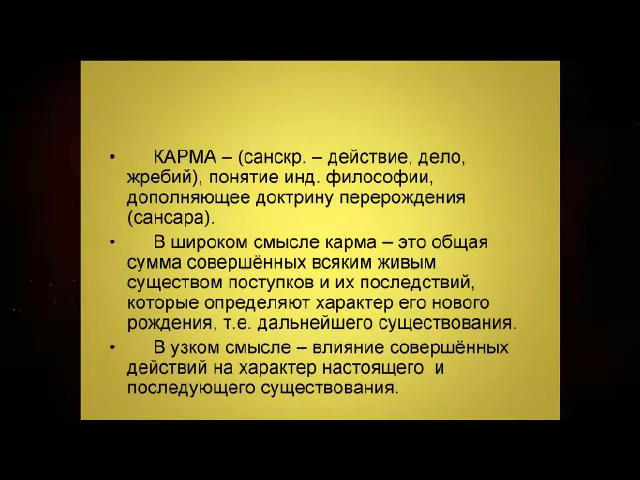 • КАРМА – (санскр. – действие, дело,
жребий), понятие инд. философии,
дополняющее доктрину перерождения
(сансара).
• В широком смысле карма – это общая
сумма совершённых всяким живым
существом поступков и их последствий,
которые определяют характер его нового
рождения, т.е. дальнейшего существования.
• В узком смысле – влияние совершённых
действий на характер настоящего и
последующего существования.